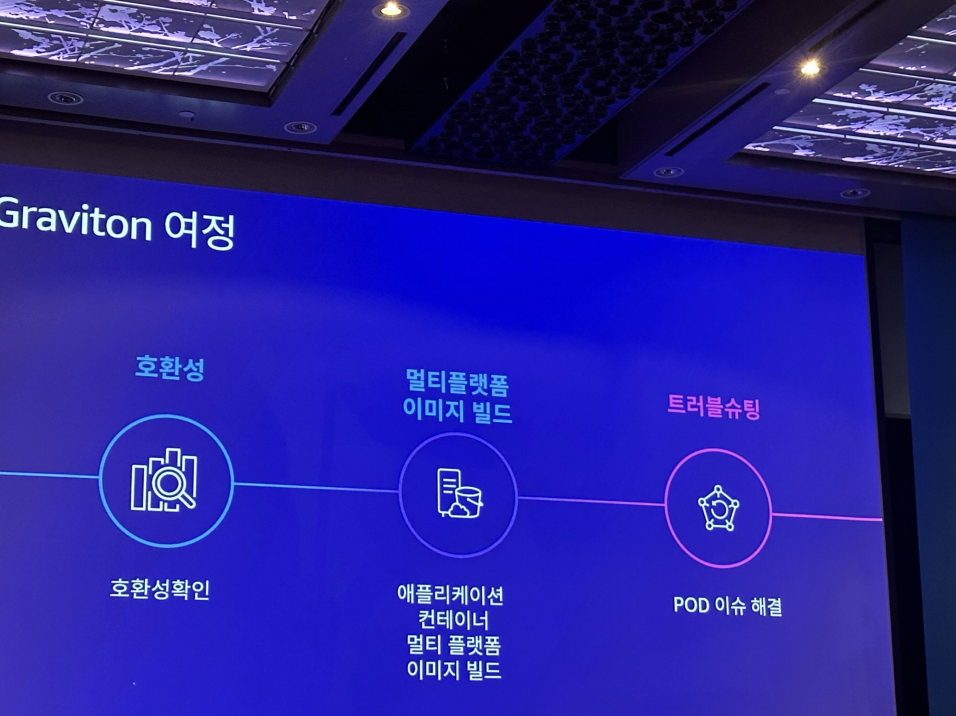 Graviton 여정
호환성
멀티플랫폼
이미지 빌드
트러블슈팅
호환성확인
애플리케이션
컨테이너
멀티 플랫폼
이미지 빌드
POD 이슈 해결